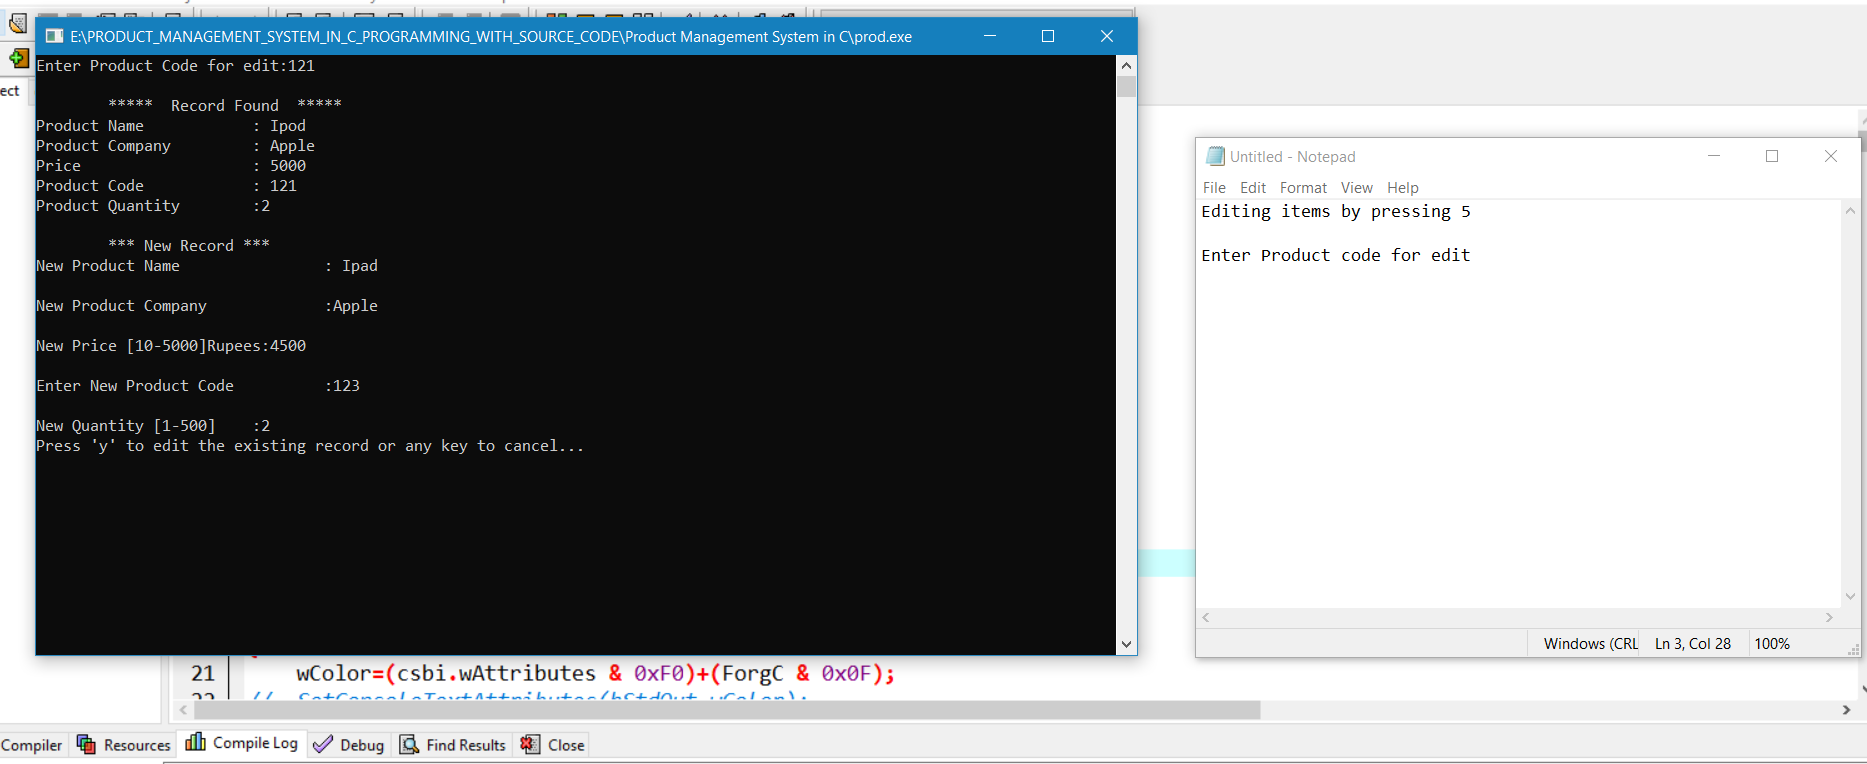 E:\PRODUCT_MANAGEMENT_SYSTEM_IN_C_PROGRAMMING_WITH_SOURCE_CODE\Product Management System in C\prod.exe
ect
Enter Product Code for edit:121
***** Record Found *****
Product Name : Ipod
Product Company : Apple
Price : 5000
Product Code : 121
Product Quantity :2
*** New Record ***
New Product Name : Ipad
New Product Company :Apple
New Price [10-5000]Rupees:4500
Enter New Product Code :123
New Quantity [1-500] :2
Press 'y' to edit the existing record or any key to cancel...
Untitled - Notepad
File Edit Format View Help
Editing items by pressing 5
Enter Product code for edit
Windows (CRL Ln 3, Col 28 100%
21 wColor=(csbi.wAttributes & 0xF0)+(ForgC & 0x0F);
22 // SetConsoleTextAttributes(hStdOut,wColor);
Compiler Resources Compile Log Debug Find Results Close